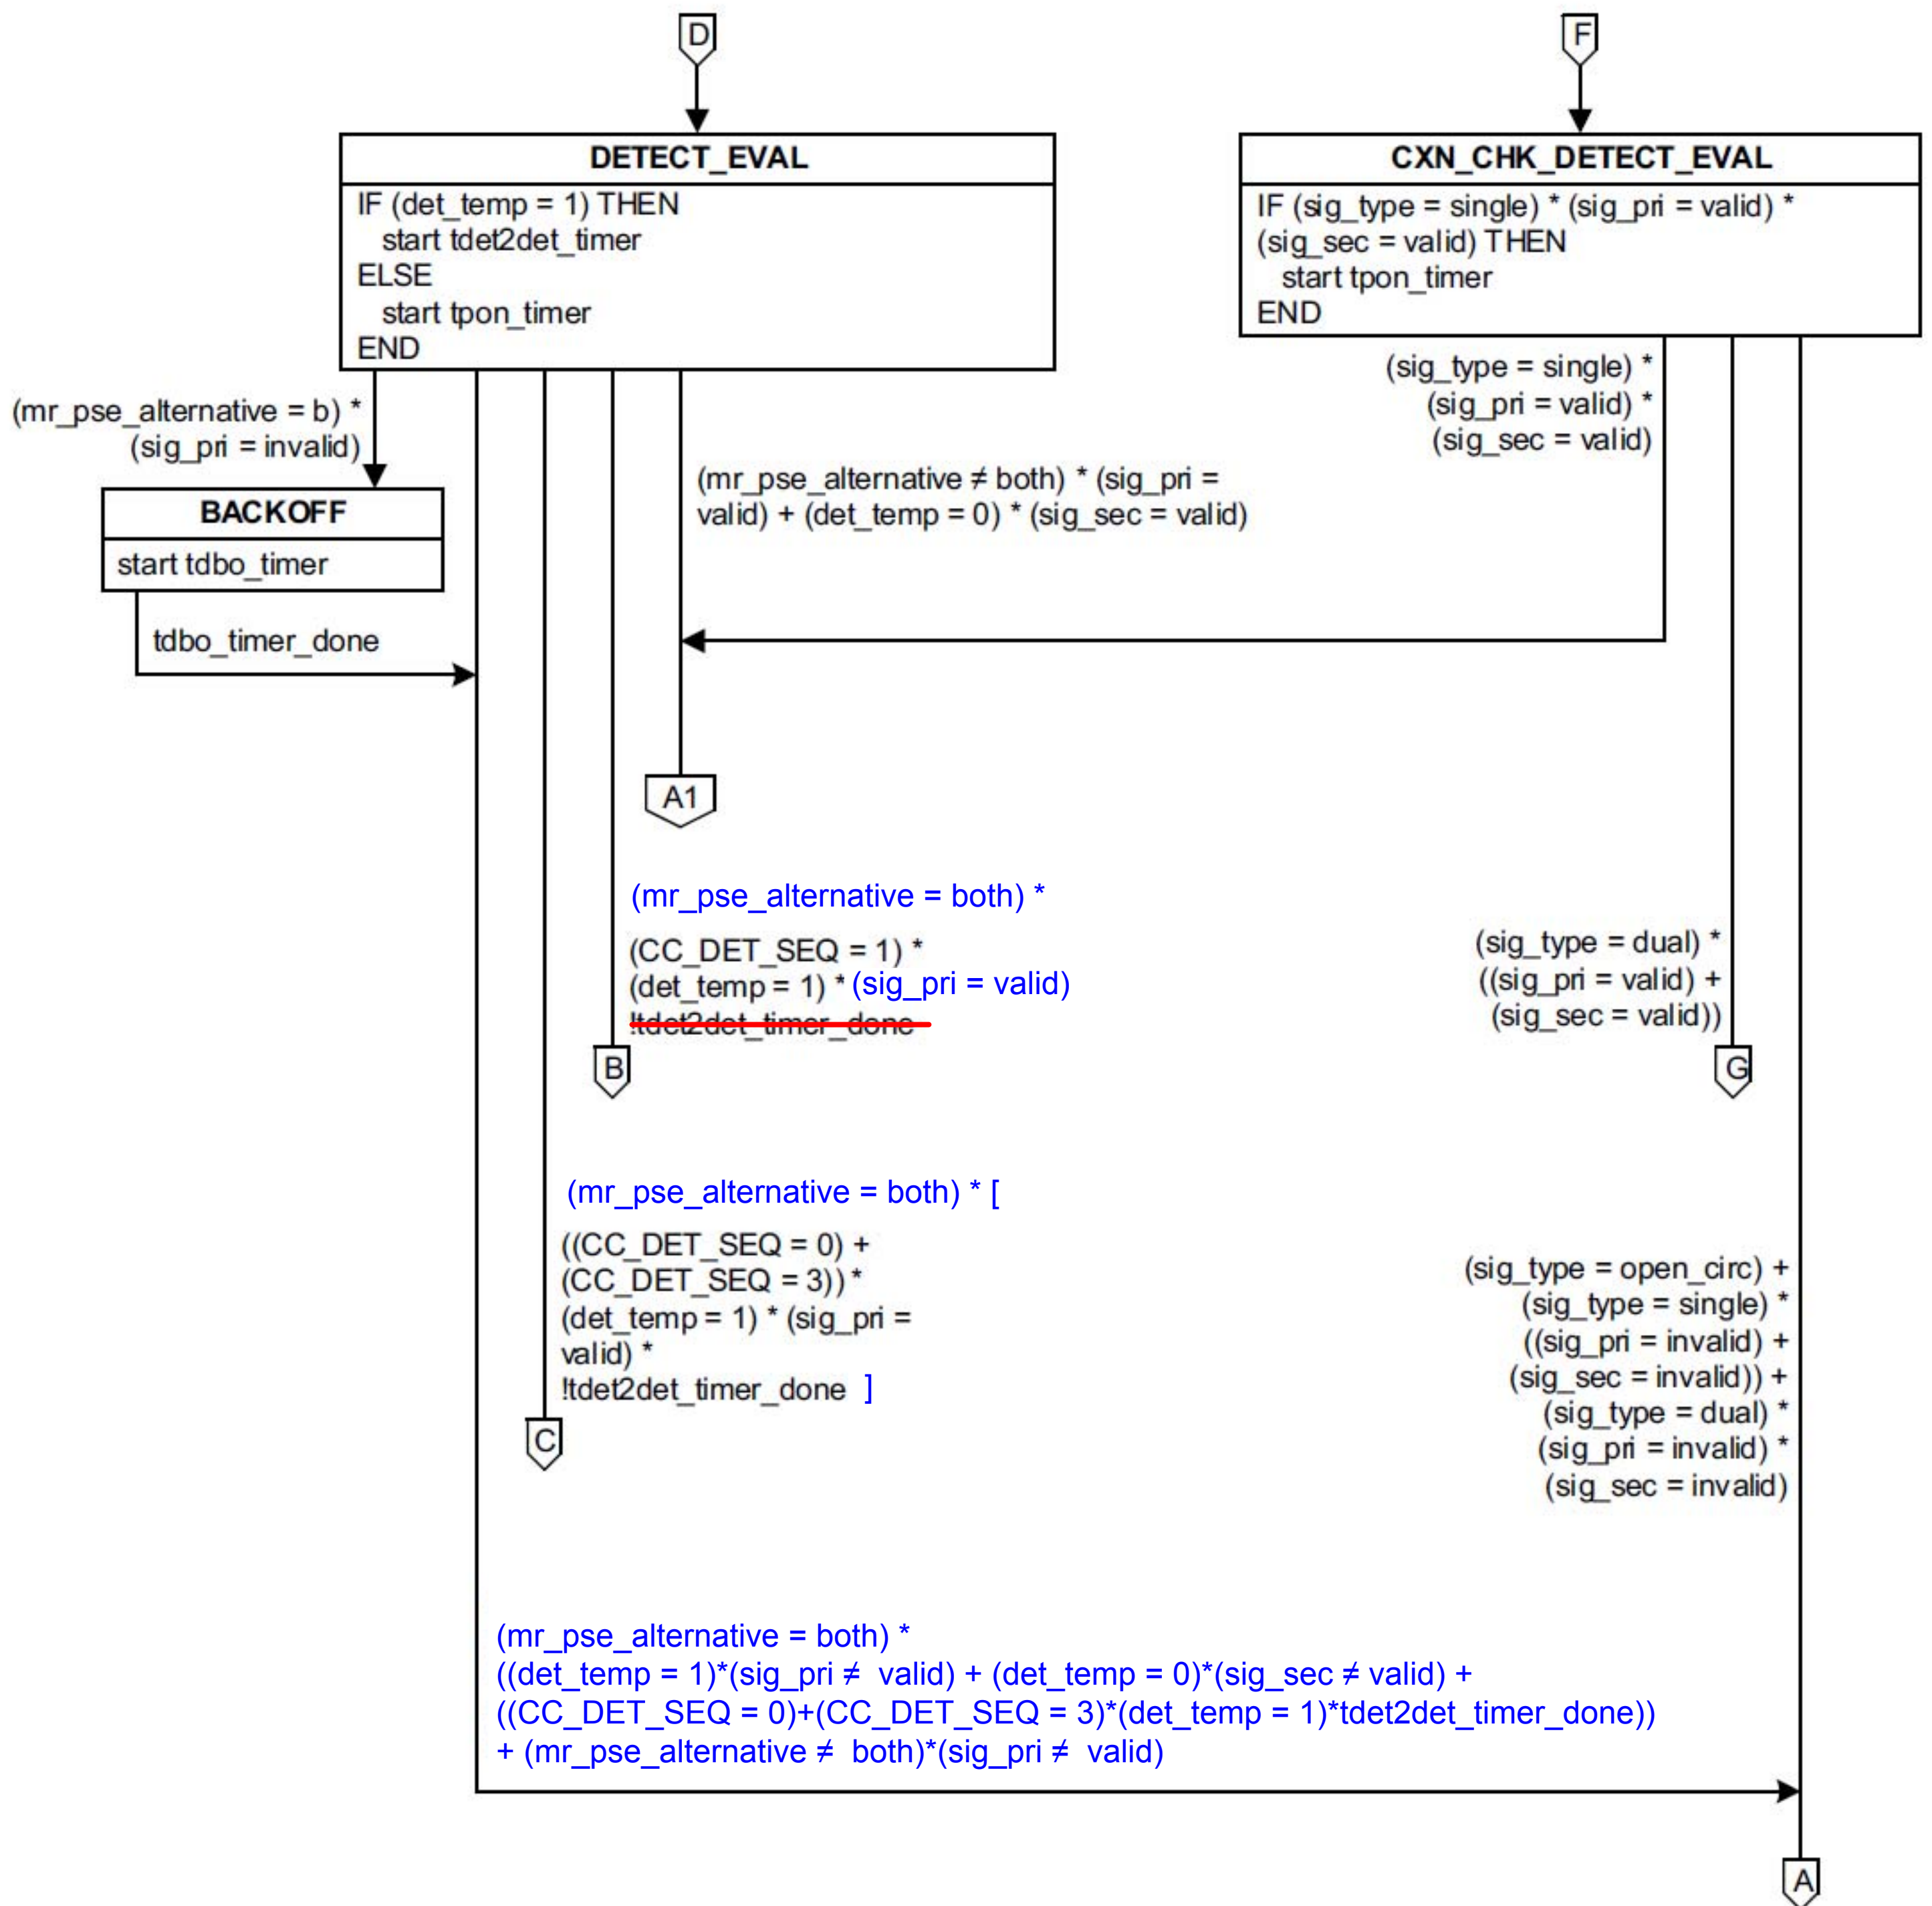 D
F
DETECT_EVAL
IF (det_temp = 1) THEN
start tdet2det_timer
ELSE
start tpon_timer
END
CXN_CHK_DETECT_EVAL
IF (sig_type = single) * (sig_pri = valid) *
(sig_sec = valid) THEN
start tpon_timer
END
(mr_pse_alternative = b) *
(sig_pri = invalid)
BACKOFF
start tdbo_timer
tdbo_timer_done
(mr_pse_alternative ≠ both) * (sig_pri =
valid) + (det_temp = 0) * (sig_sec = valid)
(sig_type = single) *
(sig_pri = valid) *
(sig_sec = valid)
A1
(mr_pse_alternative = both) *
(CC_DET_SEQ = 1) *
(det_temp = 1) * (sig_pri = valid)
!tdet2det_timer_done
B
(sig_type = dual) *
((sig_pri = valid) +
(sig_sec = valid))
G
(mr_pse_alternative = both) * [
((CC_DET_SEQ = 0) +
(CC_DET_SEQ = 3)) *
(det_temp = 1) * (sig_pri =
valid) *
!tdet2det_timer_done ]
C
(sig_type = open_circ) +
(sig_type = single) *
((sig_pri = invalid) +
(sig_sec = invalid)) +
(sig_type = dual) *
(sig_pri = invalid) *
(sig_sec = invalid)
(mr_pse_alternative = both) *
((det_temp = 1)*(sig_pri ≠ valid) + (det_temp = 0)*(sig_sec ≠ valid) +
((CC_DET_SEQ = 0)+(CC_DET_SEQ = 3)*(det_temp = 1)*tdet2det_timer_done))
+ (mr_pse_alternative ≠ both)*(sig_pri ≠ valid)
A